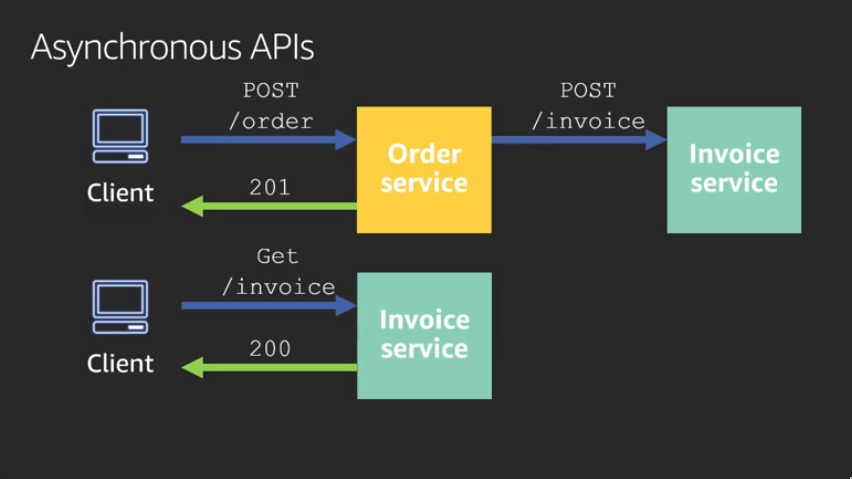 Asynchronous APIs
POST
/order
POST
/invoice
Client
201
Order
service
Invoice
service
Get
/invoice
Client
200
Invoice
service